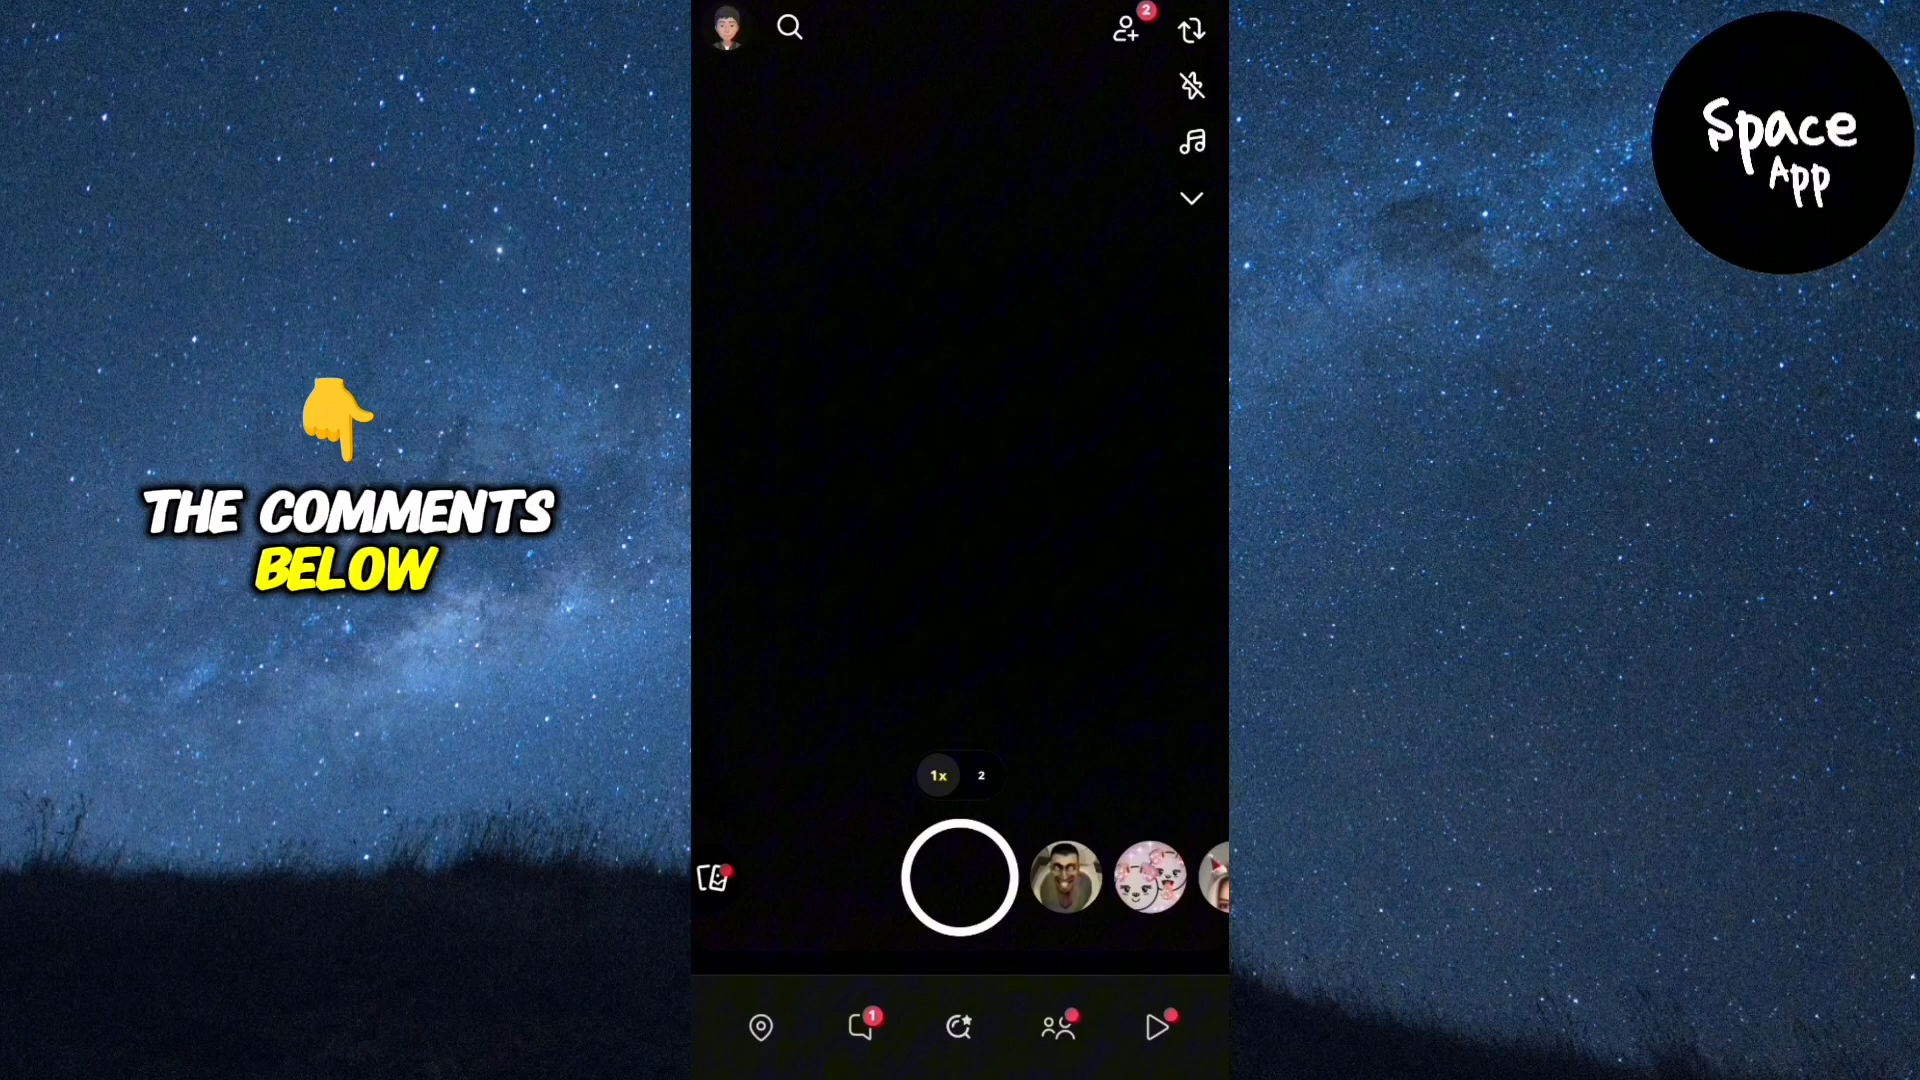 2
Space
App
THE COMMENTS
BELOW
1x 2
1